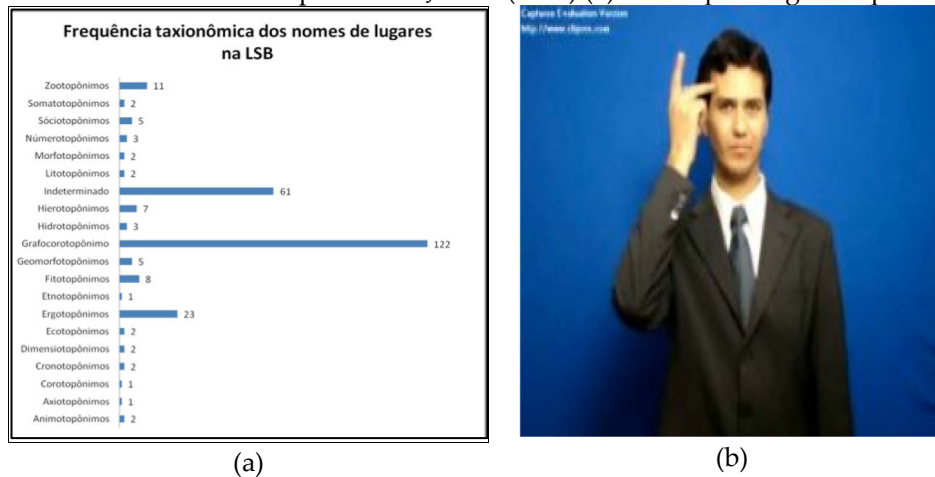 Frequência taxionômica dos nomes de lugares
na LSB
Zootopônimos 11
Somatotopônimos 2
Sóciotopônimos 5
Númerotopônimos 3
Morfotopônimos 2
Litotopônimos 2
Indeterminado 61
Hierotopônimos 7
Hidrotopônimos 3
Grafocorotopônimo 122
Geomorfotopônimos 5
Fitotopônimos 8
Etnotopônimos 1
Ergotopônimos 23
Ecotopônimos 2
Dimensiotopônimos 2
Cronotopônimos 2
Corotopônimos 1
Axiotopônimos 1
Animotopônimos 2
(a)
Evaluation Version
(b)